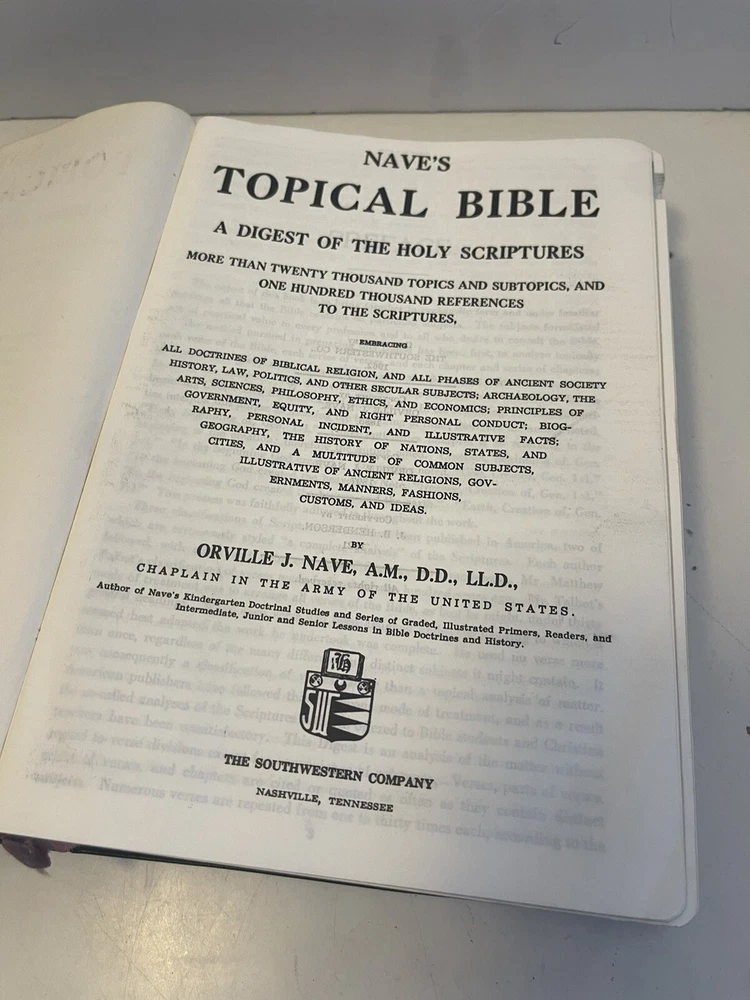 NAVE'S
TOPICAL BIBLE
A DIGEST OF THE HOLY SCRIPTURES
MORE THAN TWENTY THOUSAND TOPICS AND SUBTOPICS, AND
ONE HUNDRED THOUSAND REFERENCES
TO THE SCRIPTURES,
EMBRACING
ALL DOCTRINES OF BIBLICAL RELIGION, AND ALL PHASES OF ANCIENT SOCIETY
HISTORY, LAW, POLITICS, AND OTHER SECULAR SUBJECTS; ARCHAEOLOGY, THE
ARTS, SCIENCES, PHILOSOPHY, ETHICS, AND ECONOMICS; PRINCIPLES OF
GOVERNMENT, EQUITY, AND RIGHT PERSONAL CONDUCT; BIOG-
RAPHY, PERSONAL INCIDENT, AND ILLUSTRATIVE FACTS;
GEOGRAPHY, THE HISTORY OF NATIONS, STATES, AND
CITIES, AND A MULTITUDE OF COMMON SUBJECTS,
ILLUSTRATIVE OF ANCIENT RELIGIONS, GOV-
ERNMENTS, MANNERS, FASHIONS,
CUSTOMS, AND IDEAS.
BY
ORVILLE J. NAVE, A.M., D.D., LL.D.,
CHAPLAIN IN THE ARMY OF THE UNITED STATES.
Author of Nave's Kindergarten Doctrinal Studies and Series of Graded, Illustrated Primers, Readers, and
Intermediate, Junior and Senior Lessons in Bible Doctrines and History.
THE SOUTHWESTERN COMPANY
NASHVILLE, TENNESSEE